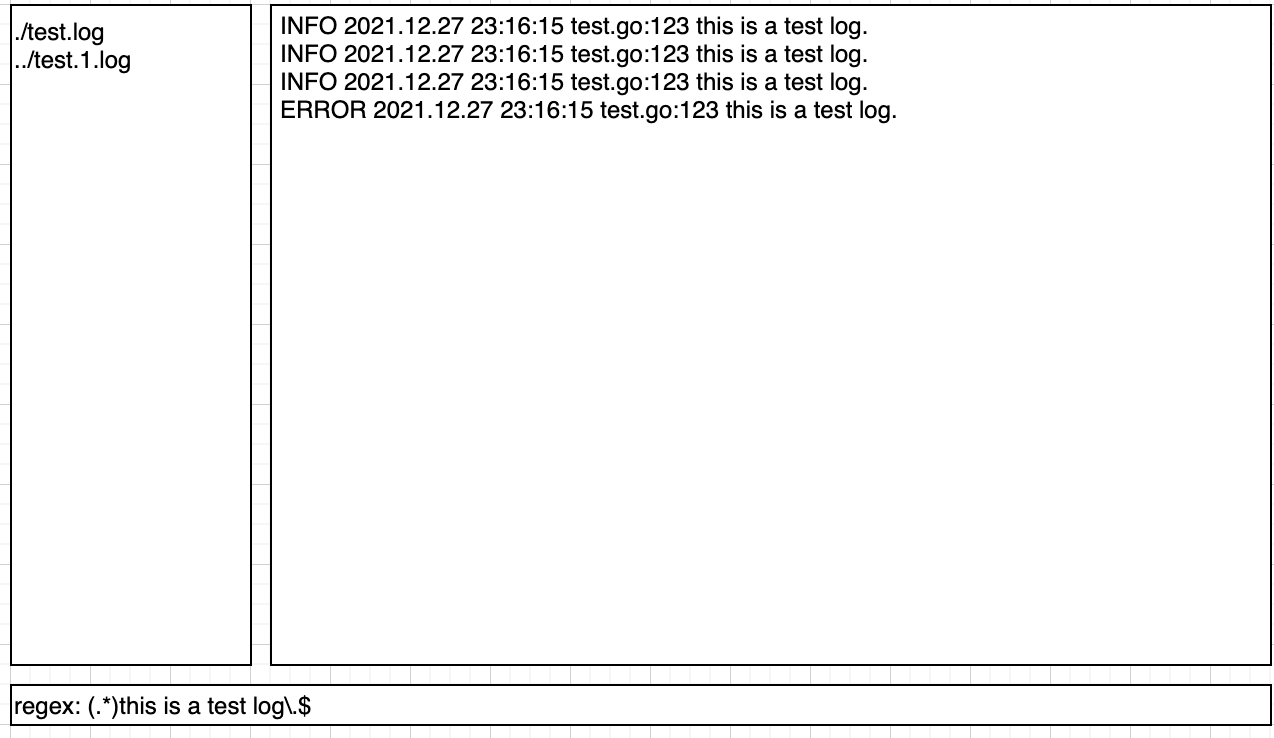 ./test.log
../test.1.log
INFO 2021.12.27 23:16:15 test.go:123 this is a test log.
INFO 2021.12.27 23:16:15 test.go:123 this is a test log.
INFO 2021.12.27 23:16:15 test.go:123 this is a test log.
ERROR 2021.12.27 23:16:15 test.go:123 this is a test log.
regex: (.*)this is a test log\.$